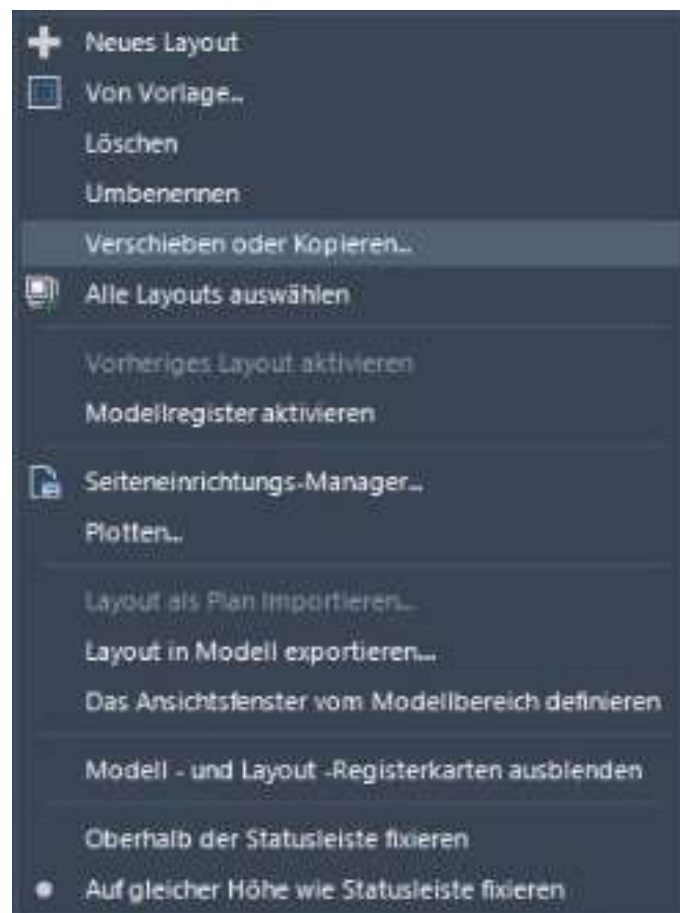 Neues Layout
Von Vorlage...
Löschen
Umbenennen
Verschieben oder Kopieren...
Alle Layouts auswählen
Vorheriges Layout aktivieren
Modellregister aktivieren
Seiteneinrichtungs-Manager...
Plotten...
Layout als Plan importieren...
Layout in Modell exportieren...
Das Ansichtsfenster vom Modellbereich definieren
Modell - und Layout -Registerkarten ausblenden
Oberhalb der Statusleiste fixieren
Auf gleicher Höhe wie Statusleiste fixieren